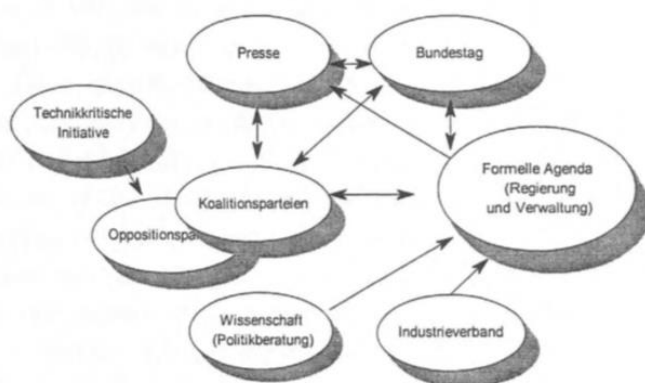 Presse
Bundestag
Technikkritische
Initiative
Formelle Agenda
(Regierung
und Verwaltung)
Koalitionsparteien
Wissenschaft
(Politikberatung)
Industrieverband